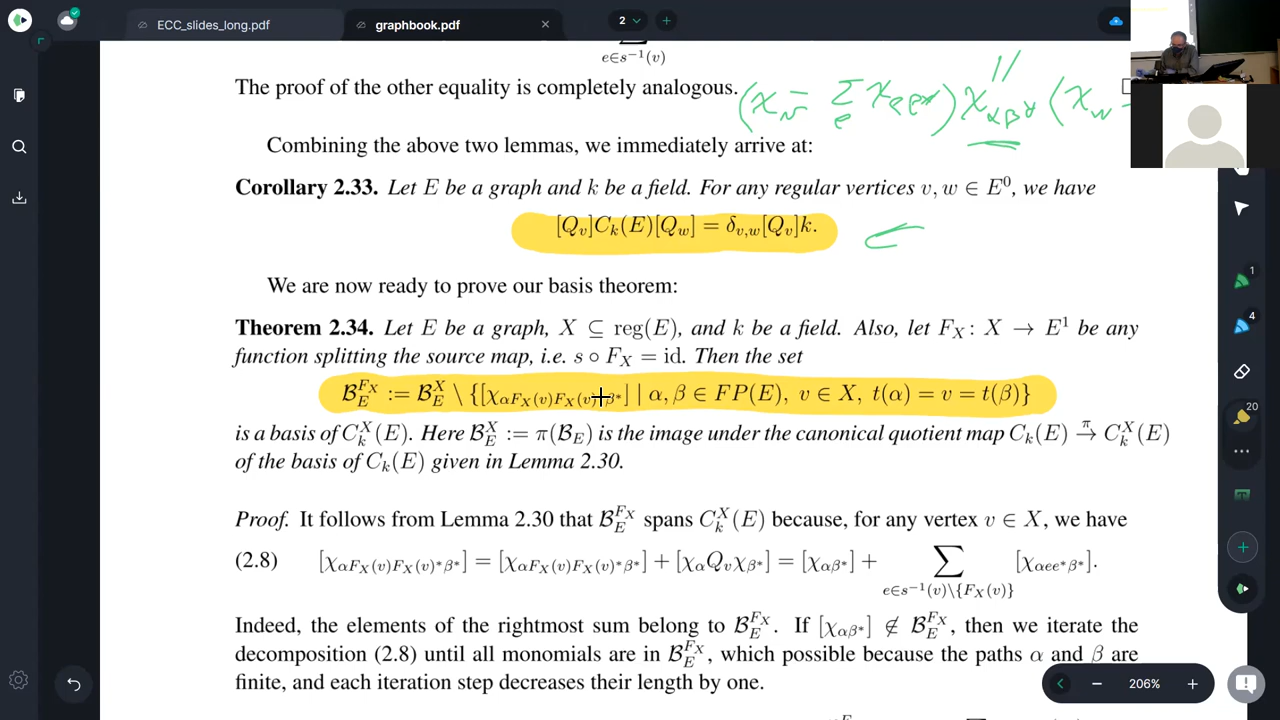 ECC_slides_long.pdf
graphbook.pdf
2
e∈s⁻¹(v)
The proof of the other equality is completely analogous.
Combining the above two lemmas, we immediately arrive at:
Corollary 2.33. Let E be a graph and k be a field. For any regular vertices v, w ∈ E⁰, we have
[Q_v]C_k(E)[Q_w] = δ_{v,w}[Q_v]k.
We are now ready to prove our basis theorem:
Theorem 2.34. Let E be a graph, X ⊆ reg(E), and k be a field. Also, let F_X : X → E¹ be any
function splitting the source map, i.e. s ∘ F_X = id. Then the set
𝓑_E^{F_X} := 𝓑_E^X \ {[χ_{αF_X(v)F_X(v)*β*}] | α, β ∈ FP(E), v ∈ X, t(α) = v = t(β)}
is a basis of C_k^X(E). Here 𝓑_E^X := π(𝓑_E) is the image under the canonical quotient map C_k(E) →^π C_k^X(E)
of the basis of C_k(E) given in Lemma 2.30.
Proof. It follows from Lemma 2.30 that 𝓑_E^{F_X} spans C_k^X(E) because, for any vertex v ∈ X, we have
(2.8) [χ_{αF_X(v)F_X(v)*β*}] = [χ_{αF_X(v)F_X(v)*β*}] + [χ_αQ_vχ_{β*}] = [χ_{αβ*}] + ∑_{e∈s⁻¹(v)\{F_X(v)}} [χ_{αee*β*}].
Indeed, the elements of the rightmost sum belong to 𝓑_E^{F_X}. If [χ_{αβ*}] ∉ 𝓑_E^{F_X}, then we iterate the
decomposition (2.8) until all monomials are in 𝓑_E^{F_X}, which possible because the paths α and β are
finite, and each iteration step decreases their length by one.
1
4
20
206%